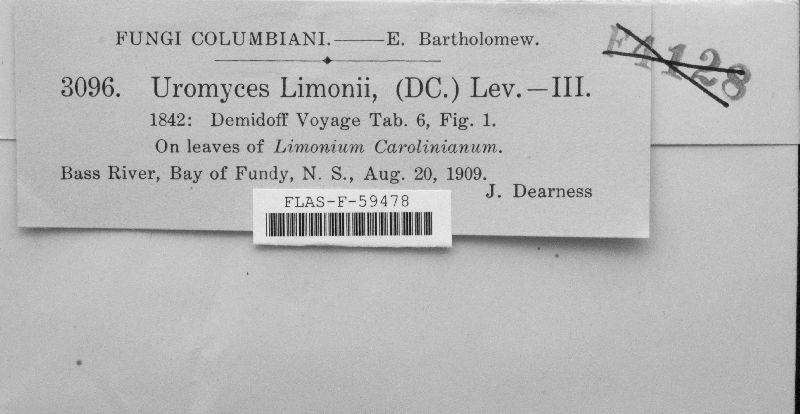 FUNGI COLUMBIANI.——E. Bartholomew.
F4128
3096. Uromyces Limonii, (DC.) Lev.—III.
1842: Demidoff Voyage Tab. 6, Fig. 1.
On leaves of Limonium Carolinianum.
Bass River, Bay of Fundy, N. S., Aug. 20, 1909.
J. Dearness
FLAS-F-59478